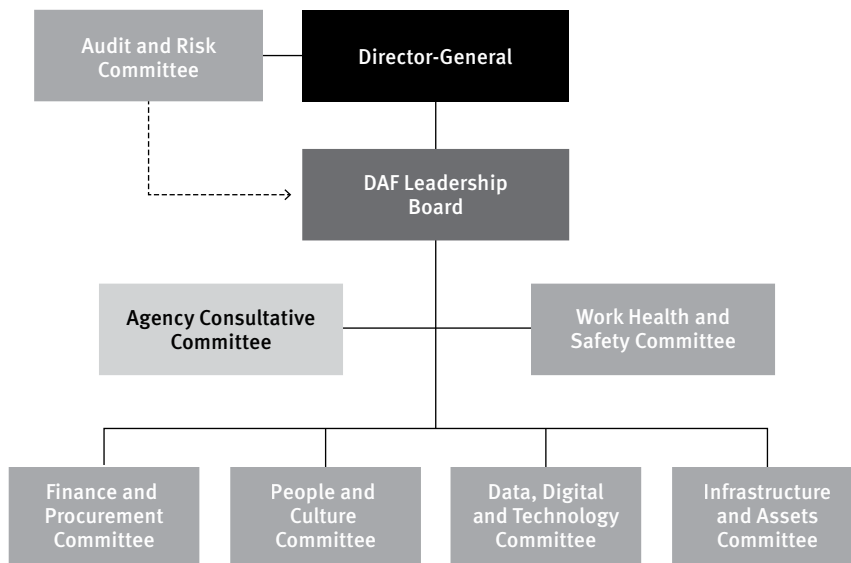 Audit and Risk
Committee
Director-General
DAF Leadership
Board
Agency Consultative
Committee
Work Health and
Safety Committee
Finance and
Procurement
Committee
People and
Culture
Committee
Data, Digital
and Technology
Committee
Infrastructure
and Assets
Committee